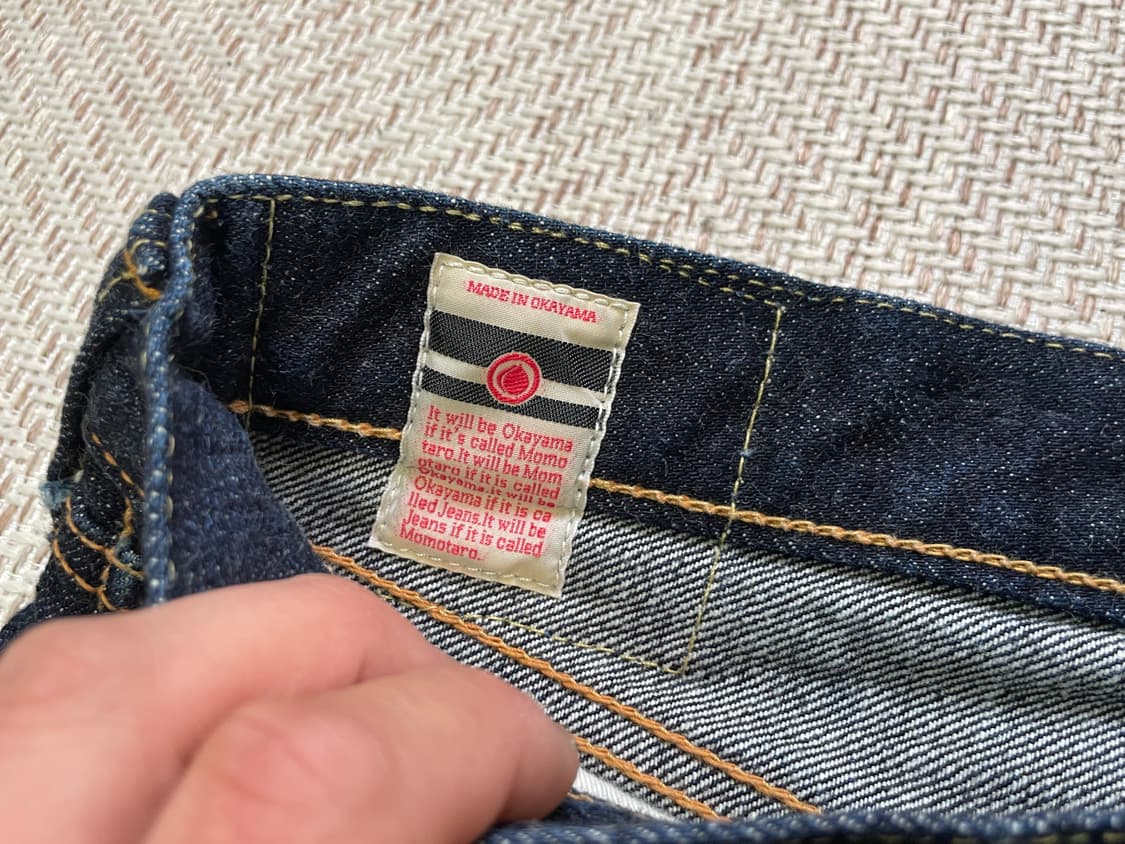 MADE IN OKAYAMA
It will be Okayama
if it's called Momo
taro.It will be Mom
otaro if it is called
Okayama.It will be
Okayama if it is ca
lled Jeans.It will be
Jeans if it is called
Momotaro.